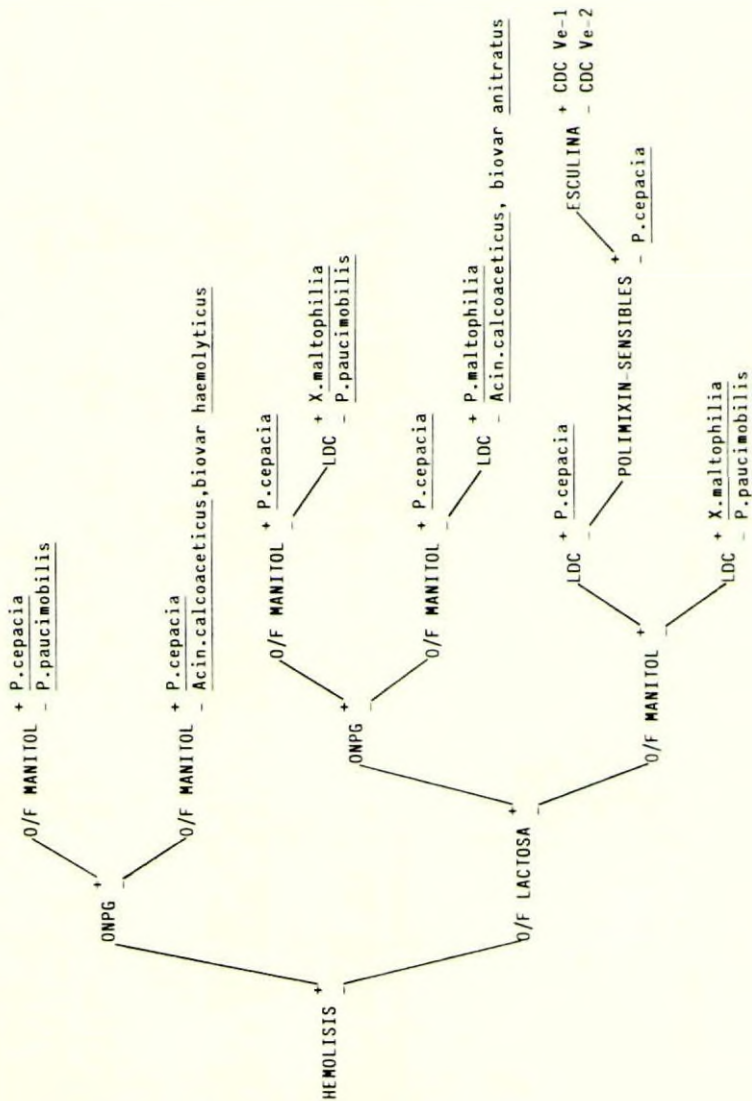 + P.cepacia
O/F MANITOL
- P.paucimobilis
+
ONPG
-
+ P.cepacia
O/F MANITOL
- Acin.calcoaceticus,biovar haemolyticus
+
HEMOLISIS
-
+ P.cepacia
O/F MANITOL
-
+ X.maltophilia
LDC
- P.paucimobilis
+
ONPG
-
+ P.cepacia
O/F MANITOL
-
+ P.maltophilia
LDC
- Acin.calcoaceticus, biovar anitratus
+
O/F LACTOSA
-
+ P.cepacia
LDC
-
ESCULINA + CDC Ve-1
- CDC Ve-2
+
POLIMIXIN-SENSIBLES
- P.cepacia
+
O/F MANITOL
-
+ X.maltophilia
LDC
- P.paucimobilis